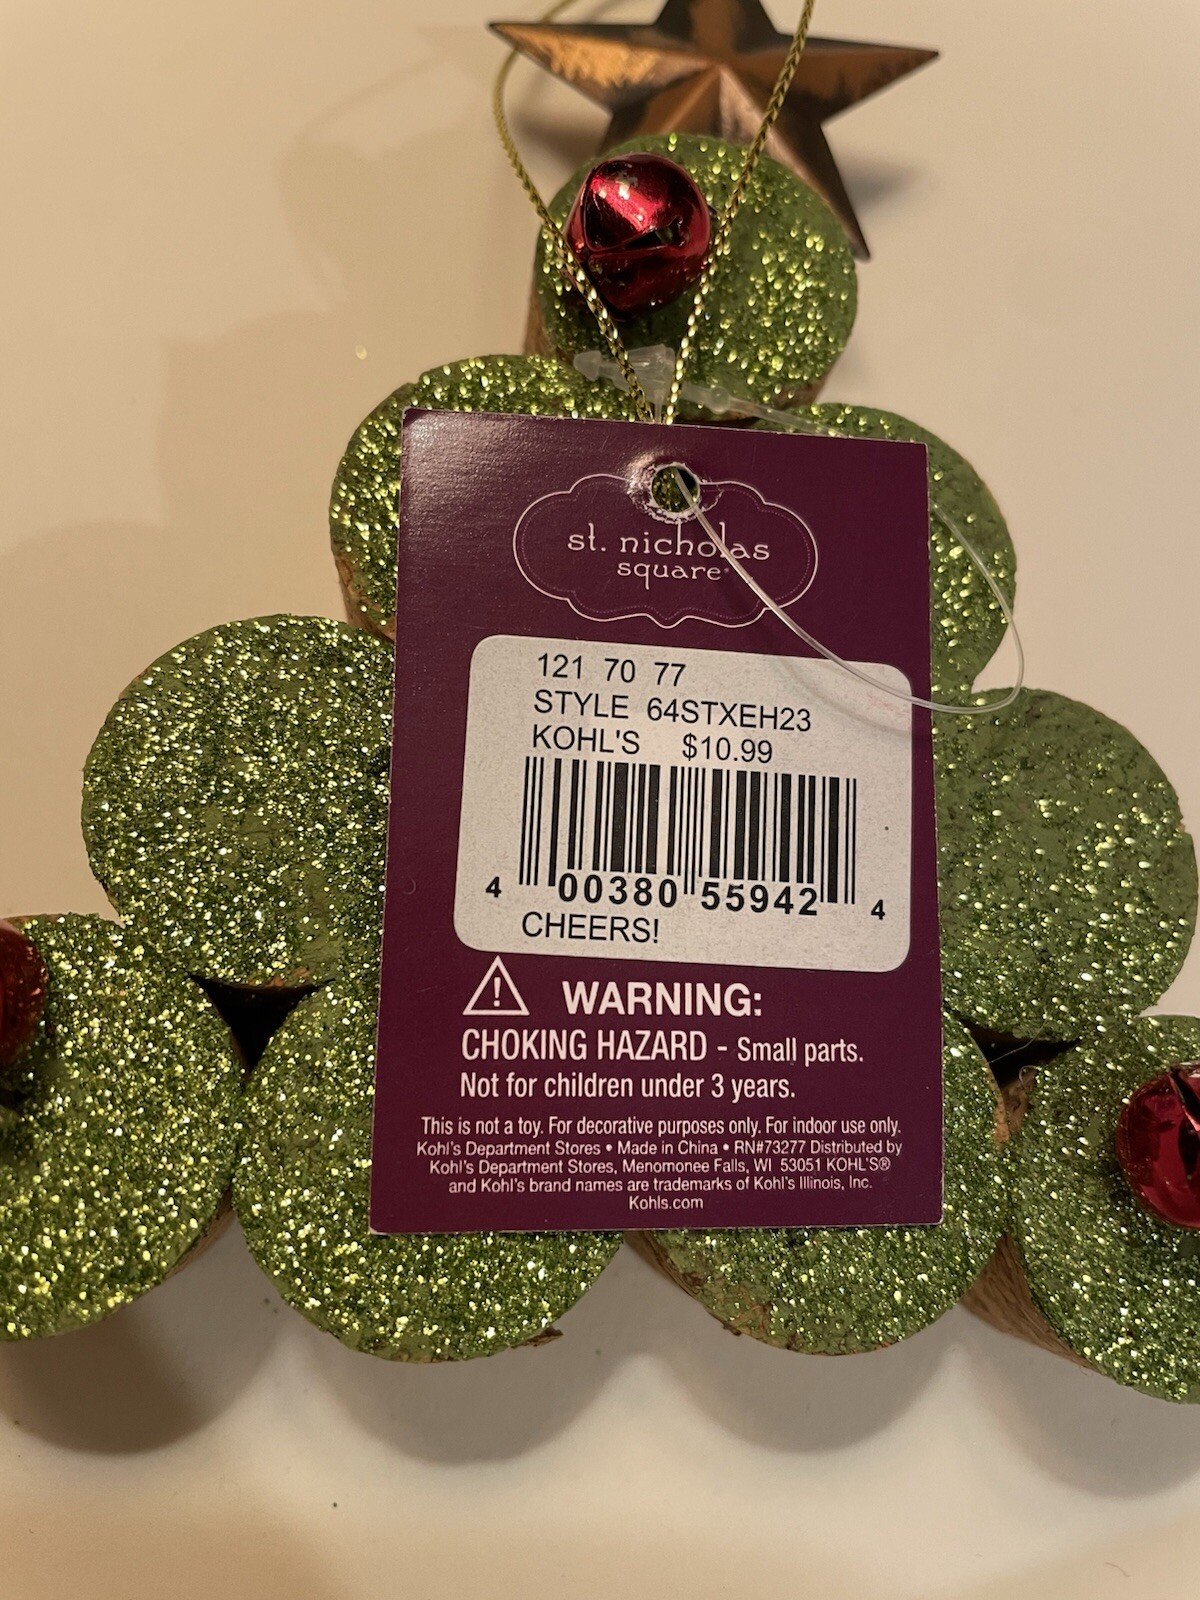 st. nicholas
square
121 70 77
STYLE 64STXEH23
KOHL'S $10.99
4 00380 55942 4
CHEERS!
WARNING:
CHOKING HAZARD - Small parts.
Not for children under 3 years.
This is not a toy. For decorative purposes only. For indoor use only.
Kohl's Department Stores • Made in China • RN#73277 Distributed by
Kohl's Department Stores, Menomonee Falls, WI 53051 KOHL'S®
and Kohl's brand names are trademarks of Kohl's Illinois, Inc.
Kohls.com